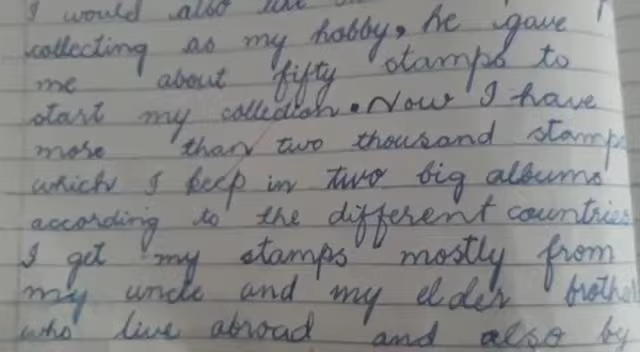 I would also
collecting as my hobby, he gave
me about fifty stamps to
start my collection. Now I have
more than two thousand stamps
which I keep in two big albums
according to the different countries
I get my stamps mostly from
my uncle and my elder brothe
who live abroad and also by